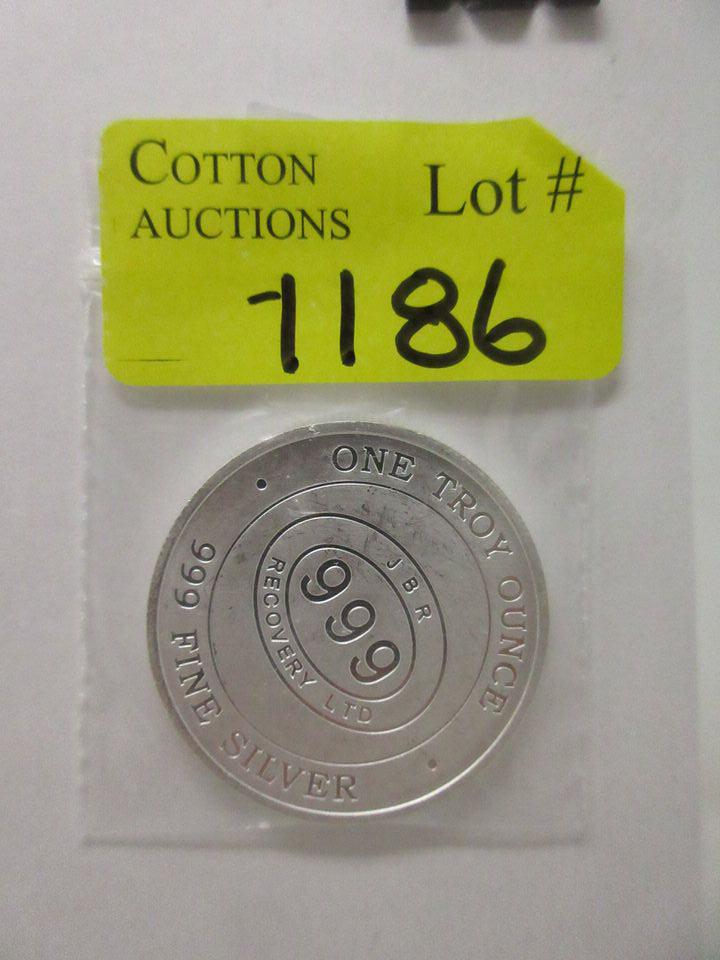 COTTON
AUCTIONS
Lot #
1186
ONE TROY OUNCE
999 FINE SILVER
JBR
RECOVERY LTD
999